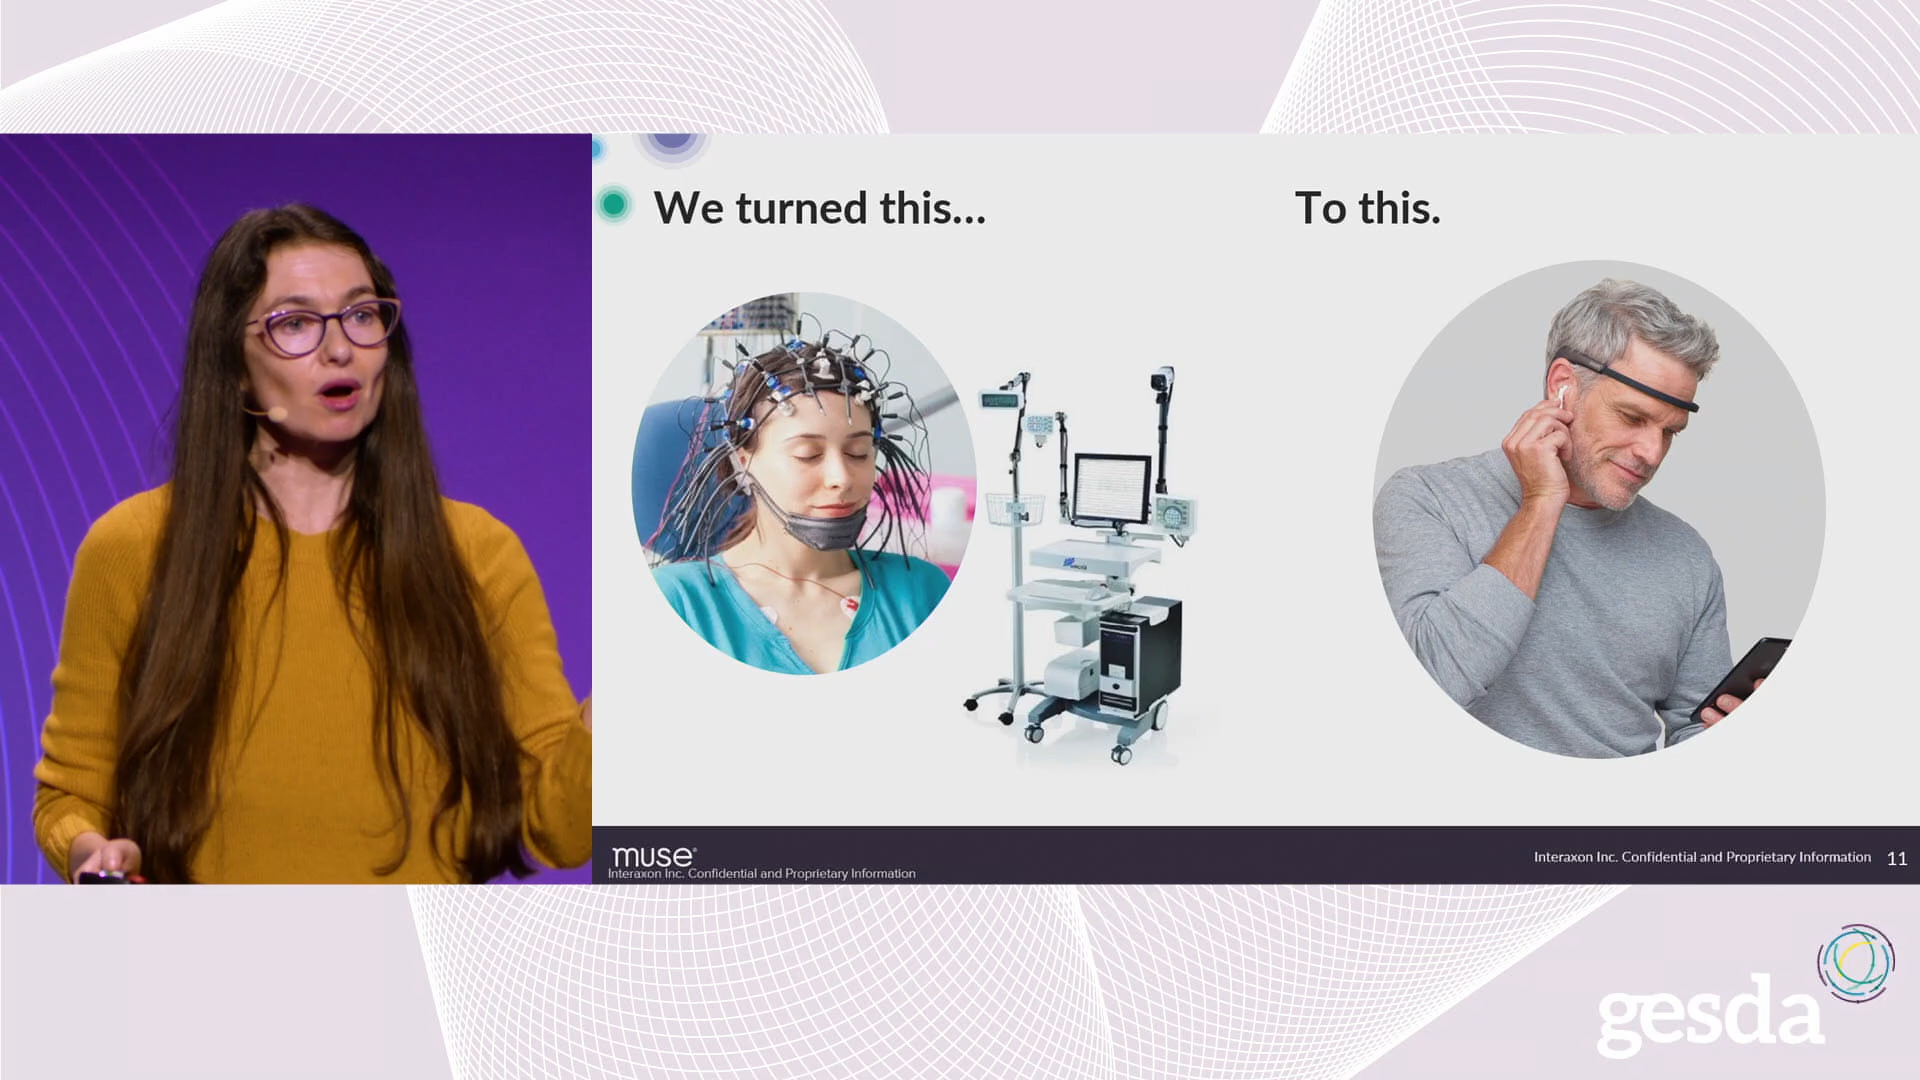 We turned this...
To this.
muse®
Interaxon Inc. Confidential and Proprietary Information
Interaxon Inc. Confidential and Proprietary Information 11
gesda